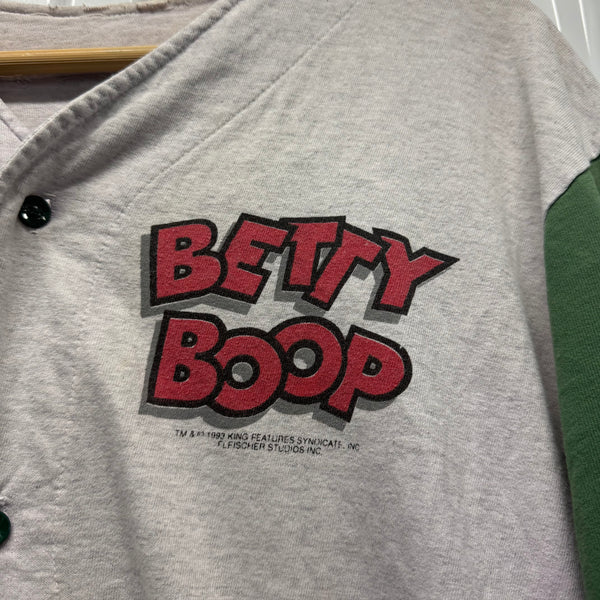 BETTY
BOOP
TM & © 1993 KING FEATURES SYNDICATE, INC.
FLEISCHER STUDIOS INC.